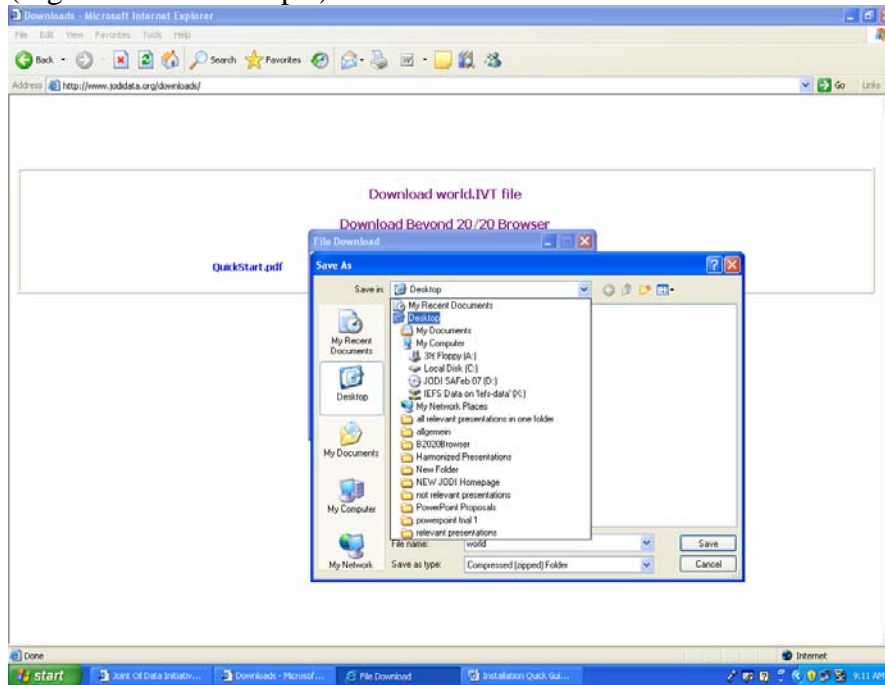 Downloads - Microsoft Internet Explorer
File Edit View Favorites Tools Help
Back Search Favorites
Address http://www.jodidata.org/downloads/ Go Links
Download world.IVT file
Download Beyond 20/20 Browser
QuickStart.pdf
File Download
Save As
Save in: Desktop
My Recent Documents
Desktop
My Documents
My Computer
3½ Floppy (A:)
Local Disk (C:)
JODI SAFeb 07 (D:)
IEFS Data on 'Iefs-data' (X:)
My Network Places
all relevant presentations in one folder
allgemein
B2020Browser
Harmonized Presentations
New Folder
NEW JODI Homepage
not relevant presentations
PowerPoint Proposals
powerpoint trial 1
relevant presentations
My Recent
Documents
Desktop
My Documents
My Computer
My Network
File name: world Save
Save as type: Compressed (zipped) Folder Cancel
Done Internet
start Joint Oil Data Initiativ... Downloads - Microsof... File Download Installation Quick Gui... 9:11 AM